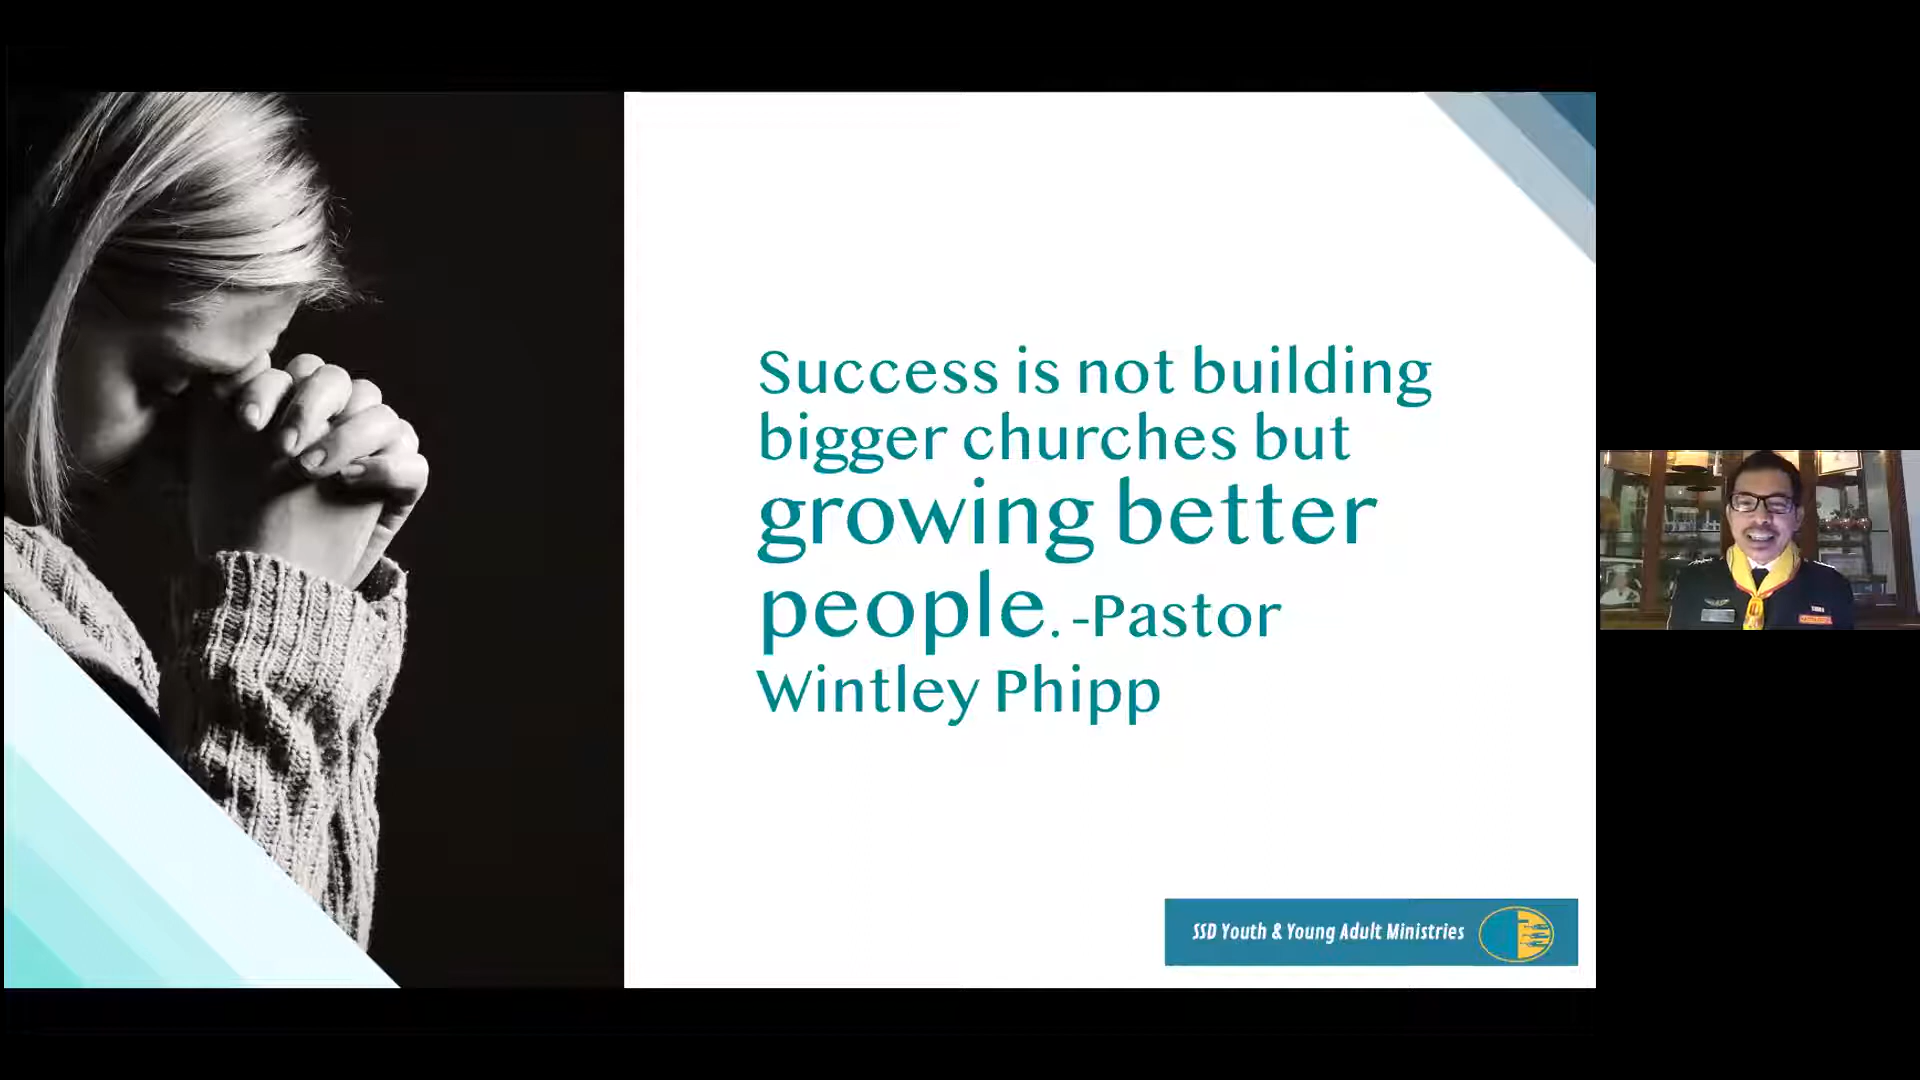 Success is not building
bigger churches but
growing better
people. -Pastor
Wintley Phipp
SSD Youth & Young Adult Ministries